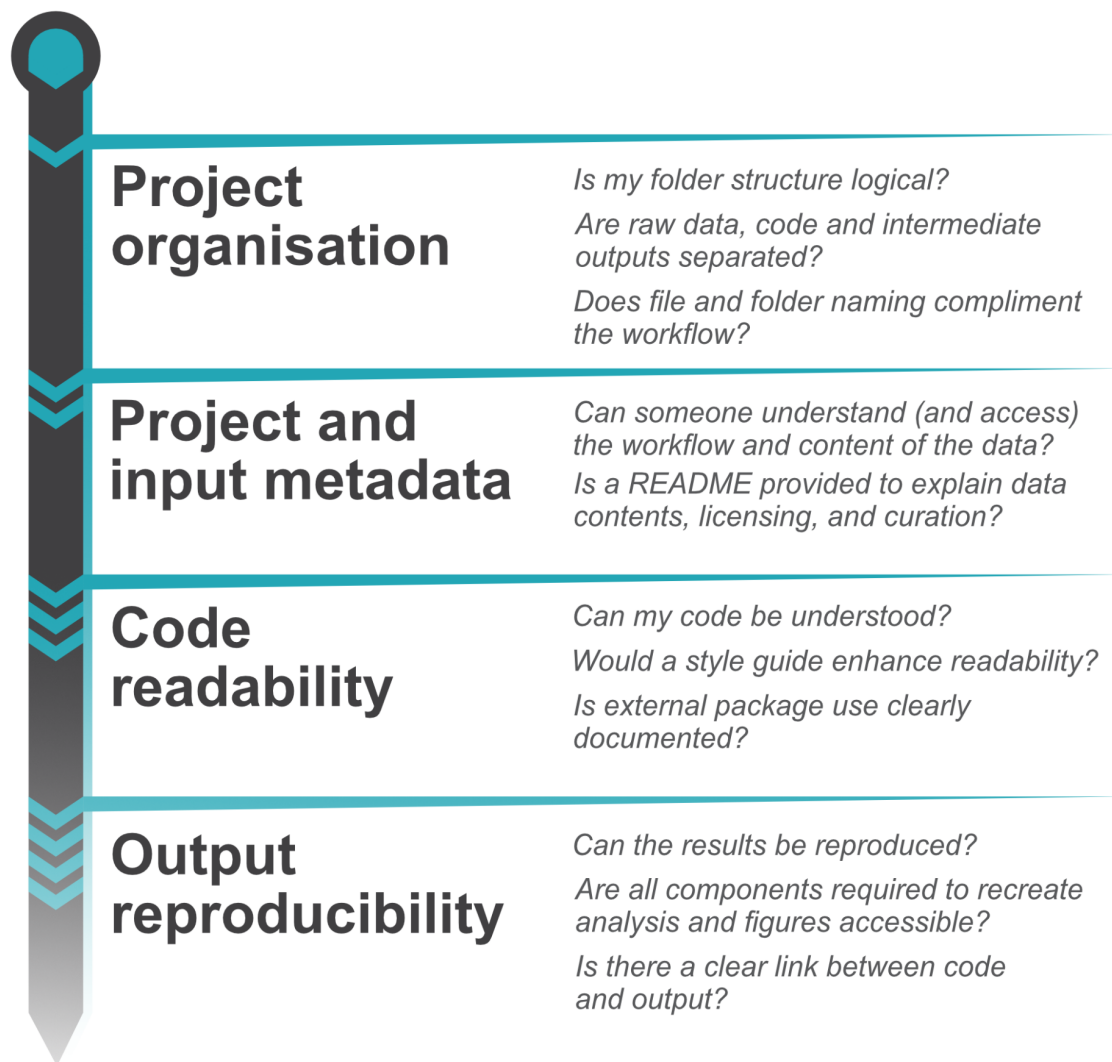 Project
organisation
Is my folder structure logical?
Are raw data, code and intermediate
outputs separated?
Does file and folder naming compliment
the workflow?
Project and
input metadata
Can someone understand (and access)
the workflow and content of the data?
Is a README provided to explain data
contents, licensing, and curation?
Code
readability
Can my code be understood?
Would a style guide enhance readability?
Is external package use clearly
documented?
Output
reproducibility
Can the results be reproduced?
Are all components required to recreate
analysis and figures accessible?
Is there a clear link between code
and output?